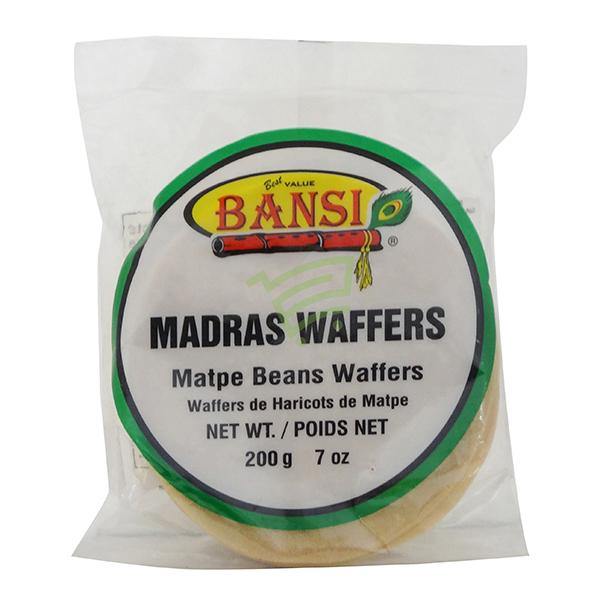 Best VALUE
BANSI
®
MADRAS WAFFERS
Matpe Beans Waffers
Waffers de Haricots de Matpe
NET WT. / POIDS NET
200 g 7 oz